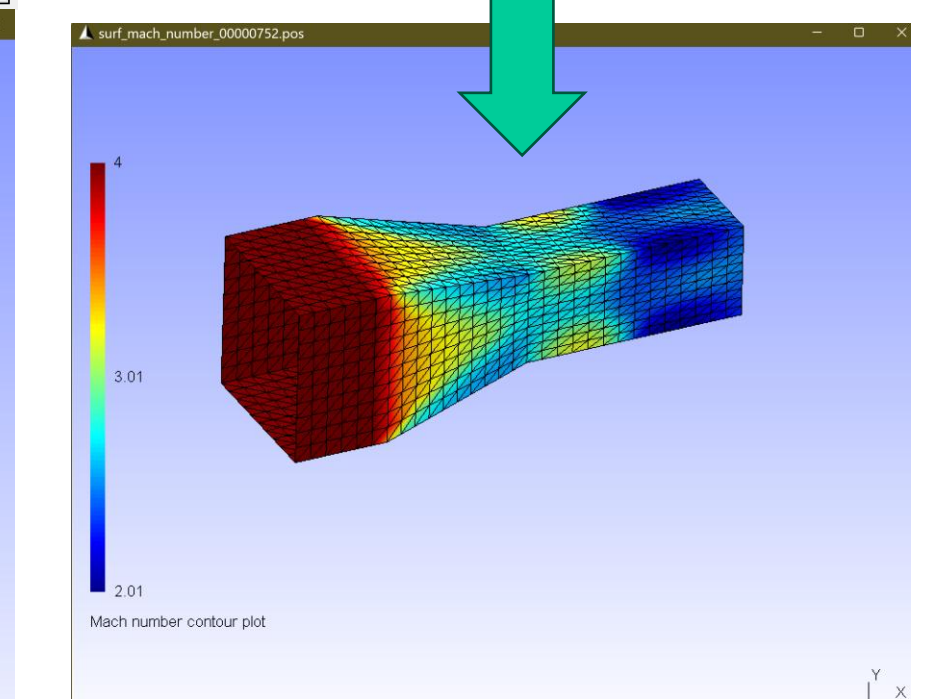 surf_mach_number_00000752.pos
4
3.01
2.01
Mach number contour plot
Y
X